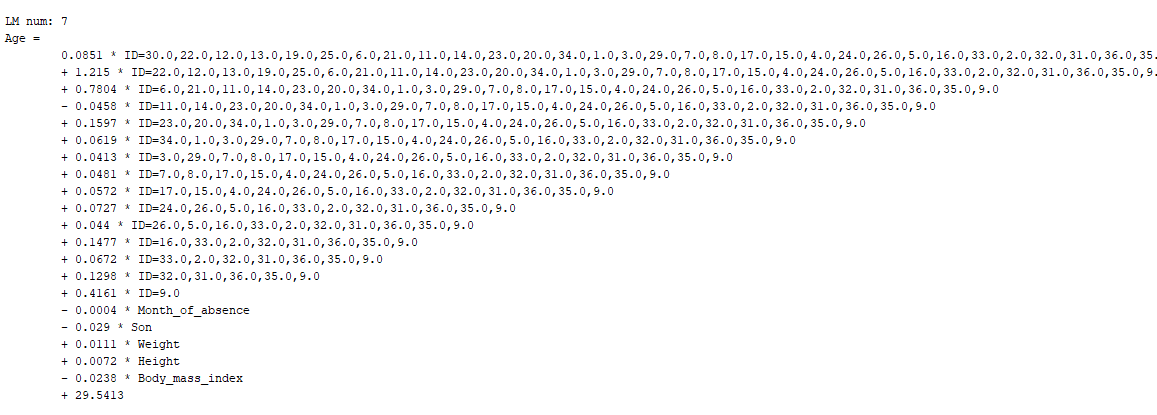 LM num: 7
Age =
0.0851 * ID=30.0,22.0,12.0,13.0,19.0,25.0,6.0,21.0,11.0,14.0,23.0,20.0,34.0,1.0,3.0,29.0,7.0,8.0,17.0,15.0,4.0,24.0,26.0,5.0,16.0,33.0,2.0,32.0,31.0,36.0,35.
+ 1.215 * ID=22.0,12.0,13.0,19.0,25.0,6.0,21.0,11.0,14.0,23.0,20.0,34.0,1.0,3.0,29.0,7.0,8.0,17.0,15.0,4.0,24.0,26.0,5.0,16.0,33.0,2.0,32.0,31.0,36.0,35.0,9.
+ 0.7804 * ID=6.0,21.0,11.0,14.0,23.0,20.0,34.0,1.0,3.0,29.0,7.0,8.0,17.0,15.0,4.0,24.0,26.0,5.0,16.0,33.0,2.0,32.0,31.0,36.0,35.0,9.0
- 0.0458 * ID=11.0,14.0,23.0,20.0,34.0,1.0,3.0,29.0,7.0,8.0,17.0,15.0,4.0,24.0,26.0,5.0,16.0,33.0,2.0,32.0,31.0,36.0,35.0,9.0
+ 0.1597 * ID=23.0,20.0,34.0,1.0,3.0,29.0,7.0,8.0,17.0,15.0,4.0,24.0,26.0,5.0,16.0,33.0,2.0,32.0,31.0,36.0,35.0,9.0
+ 0.0619 * ID=34.0,1.0,3.0,29.0,7.0,8.0,17.0,15.0,4.0,24.0,26.0,5.0,16.0,33.0,2.0,32.0,31.0,36.0,35.0,9.0
+ 0.0413 * ID=3.0,29.0,7.0,8.0,17.0,15.0,4.0,24.0,26.0,5.0,16.0,33.0,2.0,32.0,31.0,36.0,35.0,9.0
+ 0.0481 * ID=7.0,8.0,17.0,15.0,4.0,24.0,26.0,5.0,16.0,33.0,2.0,32.0,31.0,36.0,35.0,9.0
+ 0.0572 * ID=17.0,15.0,4.0,24.0,26.0,5.0,16.0,33.0,2.0,32.0,31.0,36.0,35.0,9.0
+ 0.0727 * ID=24.0,26.0,5.0,16.0,33.0,2.0,32.0,31.0,36.0,35.0,9.0
+ 0.044 * ID=26.0,5.0,16.0,33.0,2.0,32.0,31.0,36.0,35.0,9.0
+ 0.1477 * ID=16.0,33.0,2.0,32.0,31.0,36.0,35.0,9.0
+ 0.0672 * ID=33.0,2.0,32.0,31.0,36.0,35.0,9.0
+ 0.1298 * ID=32.0,31.0,36.0,35.0,9.0
+ 0.4161 * ID=9.0
- 0.0004 * Month_of_absence
- 0.029 * Son
+ 0.0111 * Weight
+ 0.0072 * Height
- 0.0238 * Body_mass_index
+ 29.5413